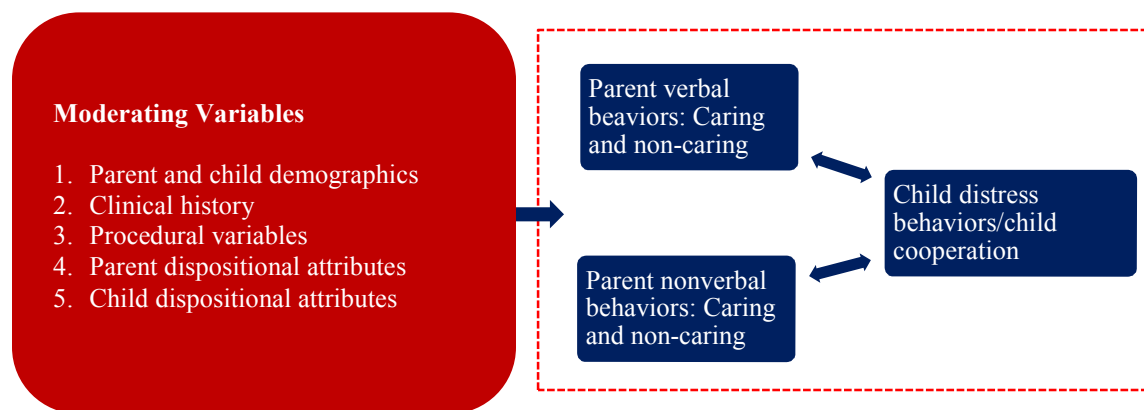 Moderating Variables
1. Parent and child demographics
2. Clinical history
3. Procedural variables
4. Parent dispositional attributes
5. Child dispositional attributes
Parent verbal
beaviors: Caring
and non-caring
Parent nonverbal
behaviors: Caring
and non-caring
Child distress
behaviors/child
cooperation